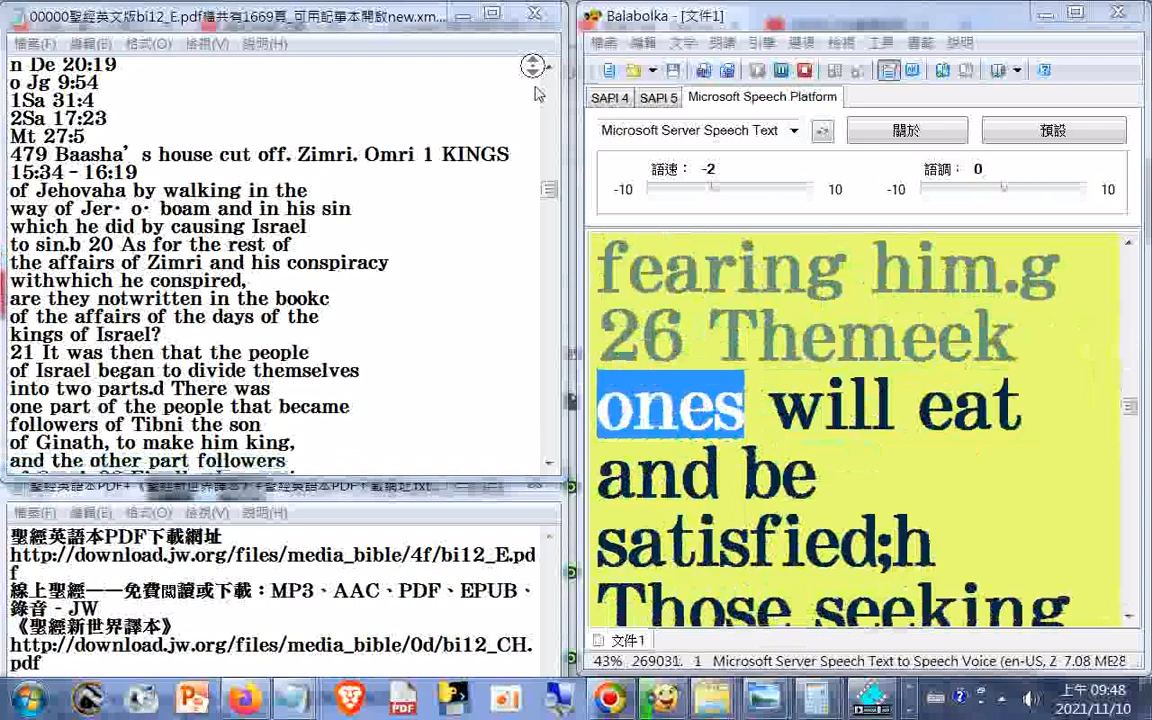 00000聖經英文版bi12_E.pdf檔共有1669頁_可用記事本開啟new.xm...
檔案(F) 編輯(E) 格式(O) 檢視(V) 說明(H)
n De 20:19
o Jg 9:54
1Sa 31:4
2Sa 17:23
Mt 27:5
479 Baasha’s house cut off. Zimri. Omri 1 KINGS
15:34-16:19
of Jehovaha by walking in the
way of Jer·o·boam and in his sin
which he did by causing Israel
to sin.b 20 As for the rest of
the affairs of Zimri and his conspiracy
withwhich he conspired,
are they notwritten in the bookc
of the affairs of the days of the
kings of Israel?
21 It was then that the people
of Israel began to divide themselves
into two parts.d There was
one part of the people that became
followers of Tibni the son
of Ginath, to make him king,
and the other part followers
檔案(F) 編輯(E) 格式(O) 檢視(V) 說明(H)
聖經英語本PDF下載網址
http://download.jw.org/files/media_bible/4f/bi12_E.pd
f
線上聖經——免費閱讀或下載：MP3、AAC、PDF、EPUB、
錄音 - JW
《聖經新世界譯本》
http://download.jw.org/files/media_bible/0d/bi12_CH.
pdf
Balabolka - [文件1]
檔案 編輯 文字 朗讀 引擎 選項 檢視 工具 書籤 說明
SAPI 4 SAPI 5 Microsoft Speech Platform
Microsoft Server Speech Text 關於 預設
語速： -2 語調： 0
-10 10 -10 10
fearing him.g
26 Themeek
ones will eat
and be
satisfied;h
Those seeking
文件1
43% 269031. 1 Microsoft Server Speech Text to Speech Voice (en-US, Z 7.08 ME28
上午 09:48
2021/11/10